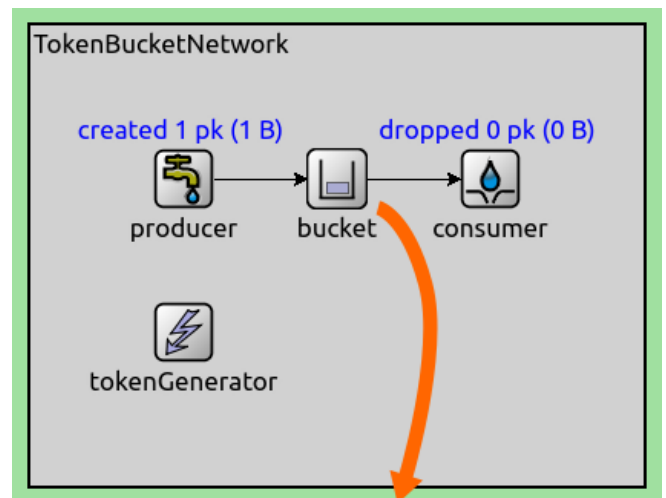 TokenBucketNetwork
created 1 pk (1 B)
dropped 0 pk (0 B)
producer
bucket
consumer
tokenGenerator